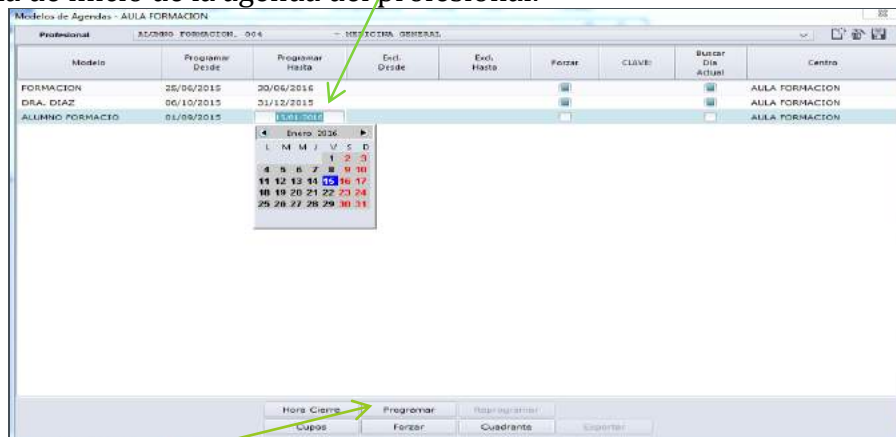 a de inicio de la agenda del profesional.
Modelos de Agendas - AULA FORMACION
Profesional ALUMNO FORMACION, 004 - MEDICINA GENERAL
Modelo Programar Desde Programar Hasta Excl. Desde Excl. Hasta Forzar CLAVE: Buscar Dia Actual Centro
FORMACION 25/06/2015 30/06/2016 AULA FORMACION
DRA. DIAZ 06/10/2015 31/12/2015 AULA FORMACION
ALUMNO FORMACIO 01/09/2015 15/01/2016 AULA FORMACION
Enero 2016
L M M J V S D
1 2 3
4 5 6 7 8 9 10
11 12 13 14 15 16 17
18 19 20 21 22 23 24
25 26 27 28 29 30 31
Hora Cierre Programar Reprogramar
Cupos Forzar Cuadrante Exportar